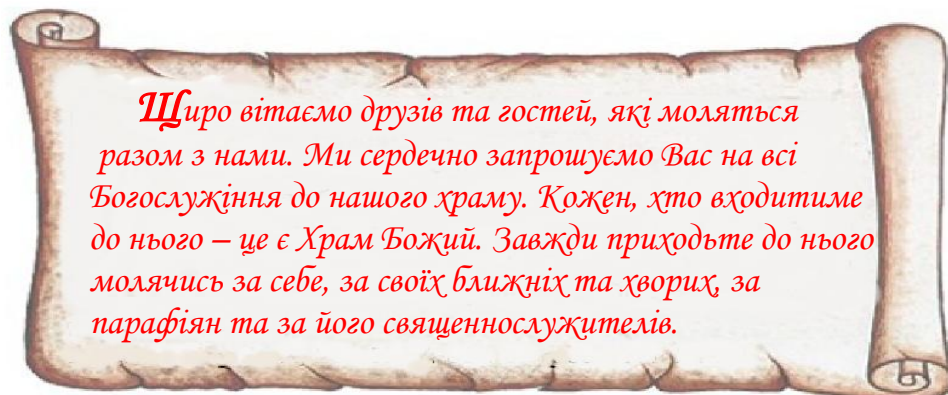 Щиро вітаємо друзів та гостей, які моляться
разом з нами. Ми сердечно запрошуємо Вас на всі
Богослужіння до нашого храму. Кожен, хто входитиме
до нього – це є Храм Божий. Завжди приходьте до нього
молячись за себе, за своїх ближніх та хворих, за
парафіян та за його священнослужителів.